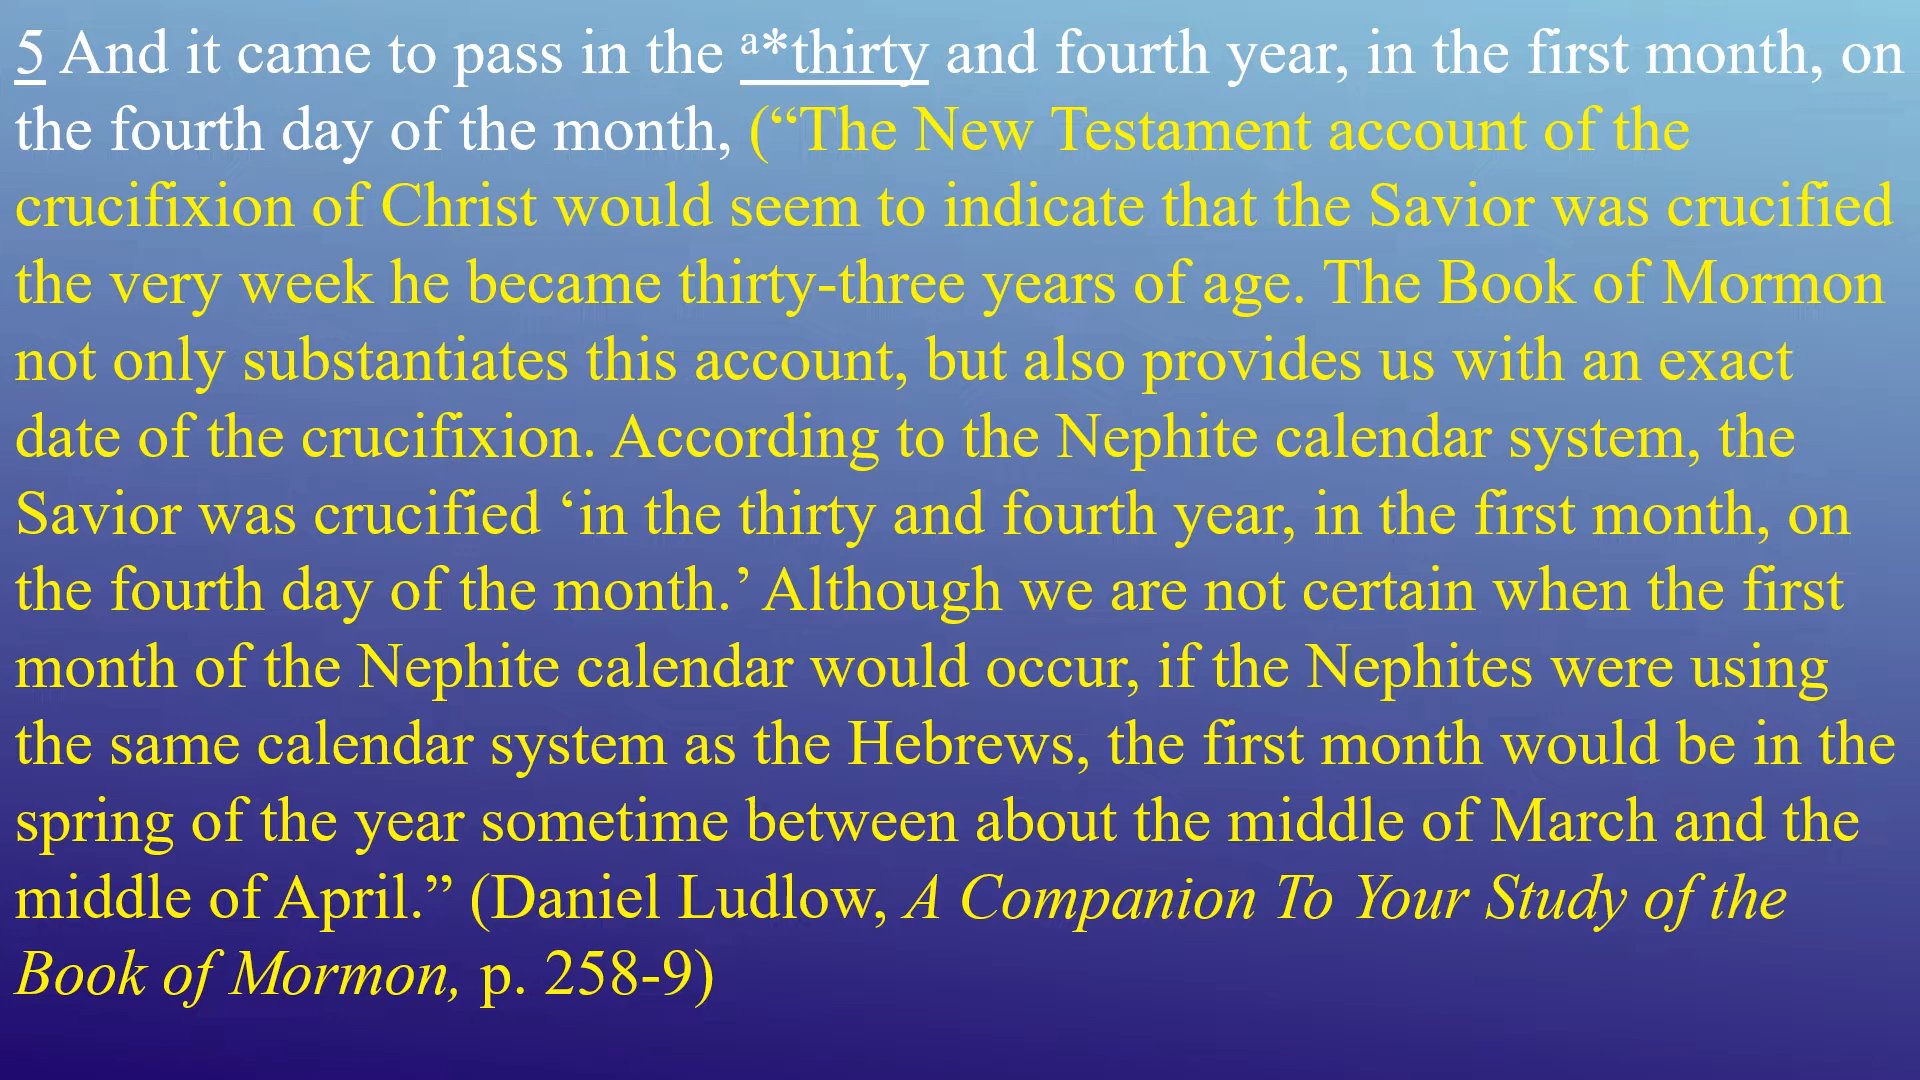 5 And it came to pass in the a*thirty and fourth year, in the first month, on
the fourth day of the month, (“The New Testament account of the
crucifixion of Christ would seem to indicate that the Savior was crucified
the very week he became thirty-three years of age. The Book of Mormon
not only substantiates this account, but also provides us with an exact
date of the crucifixion. According to the Nephite calendar system, the
Savior was crucified ‘in the thirty and fourth year, in the first month, on
the fourth day of the month.’ Although we are not certain when the first
month of the Nephite calendar would occur, if the Nephites were using
the same calendar system as the Hebrews, the first month would be in the
spring of the year sometime between about the middle of March and the
middle of April.” (Daniel Ludlow, A Companion To Your Study of the
Book of Mormon, p. 258-9)